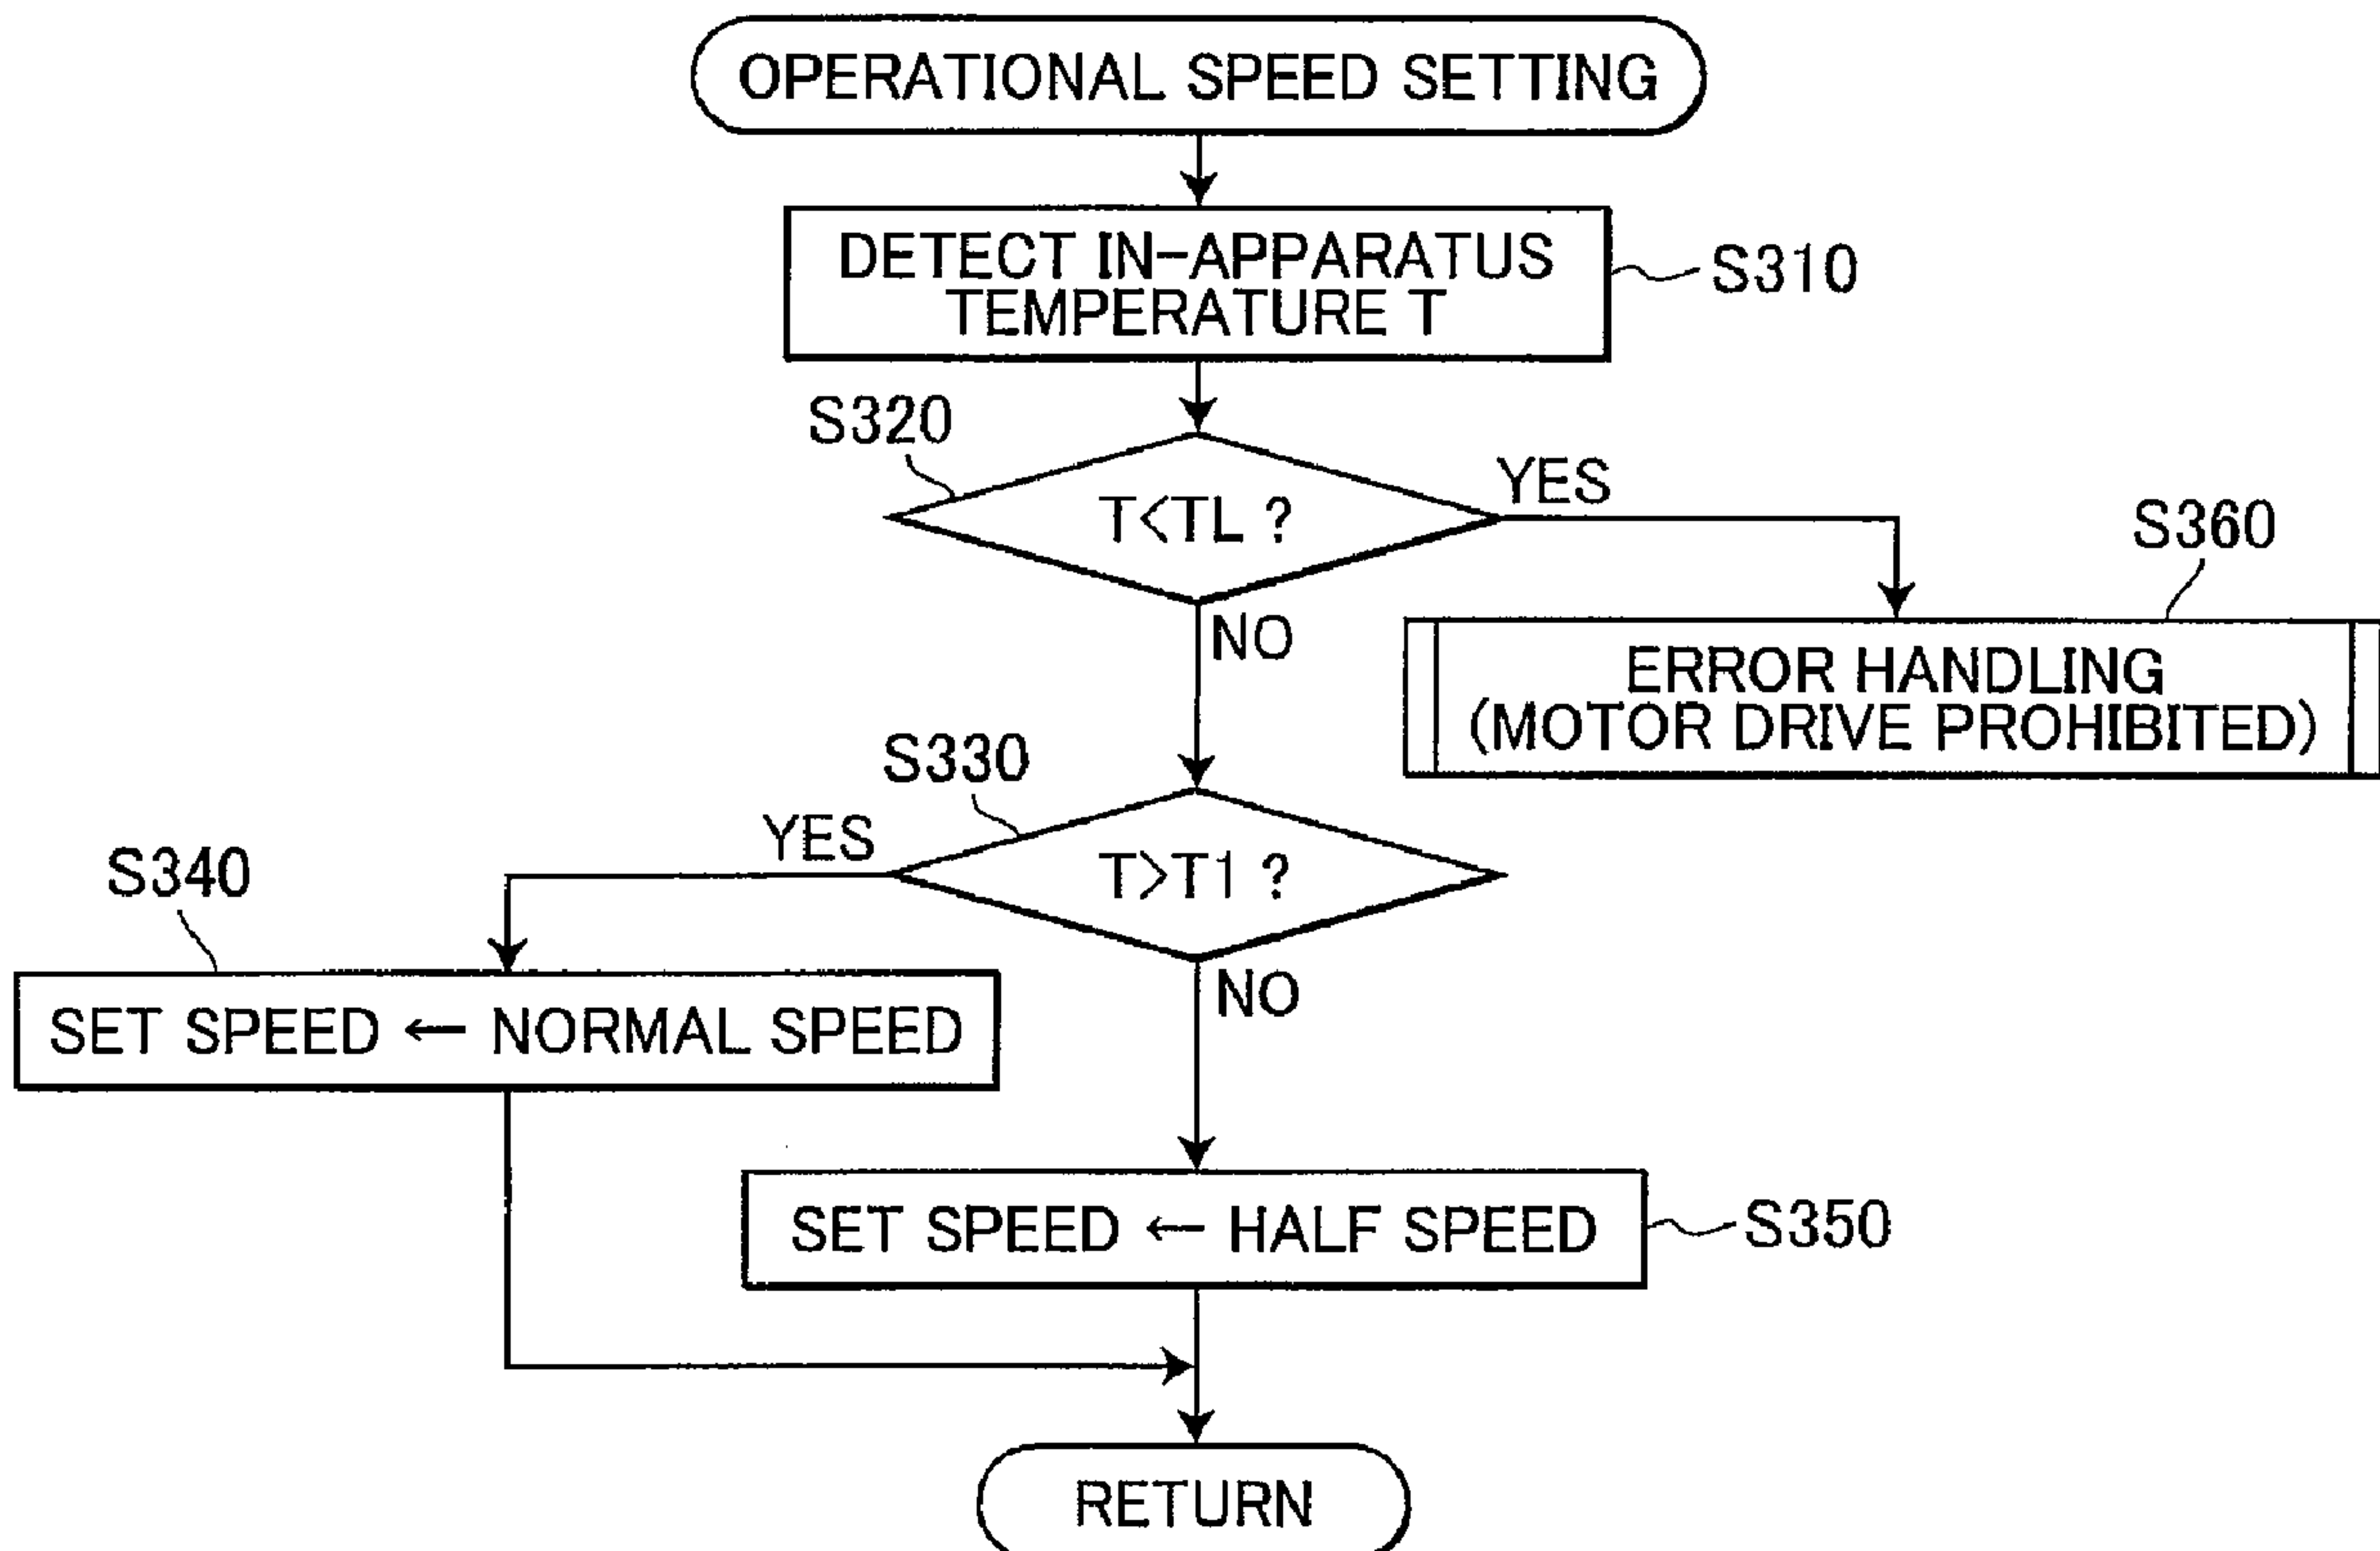 OPERATIONAL SPEED SETTING
DETECT IN-APPARATUS
TEMPERATURE T
S310
S320
T<TL ?
YES
NO
S360
ERROR HANDLING
(MOTOR DRIVE PROHIBITED)
S330
T>T1 ?
YES
NO
S340
SET SPEED ← NORMAL SPEED
SET SPEED ← HALF SPEED
S350
RETURN